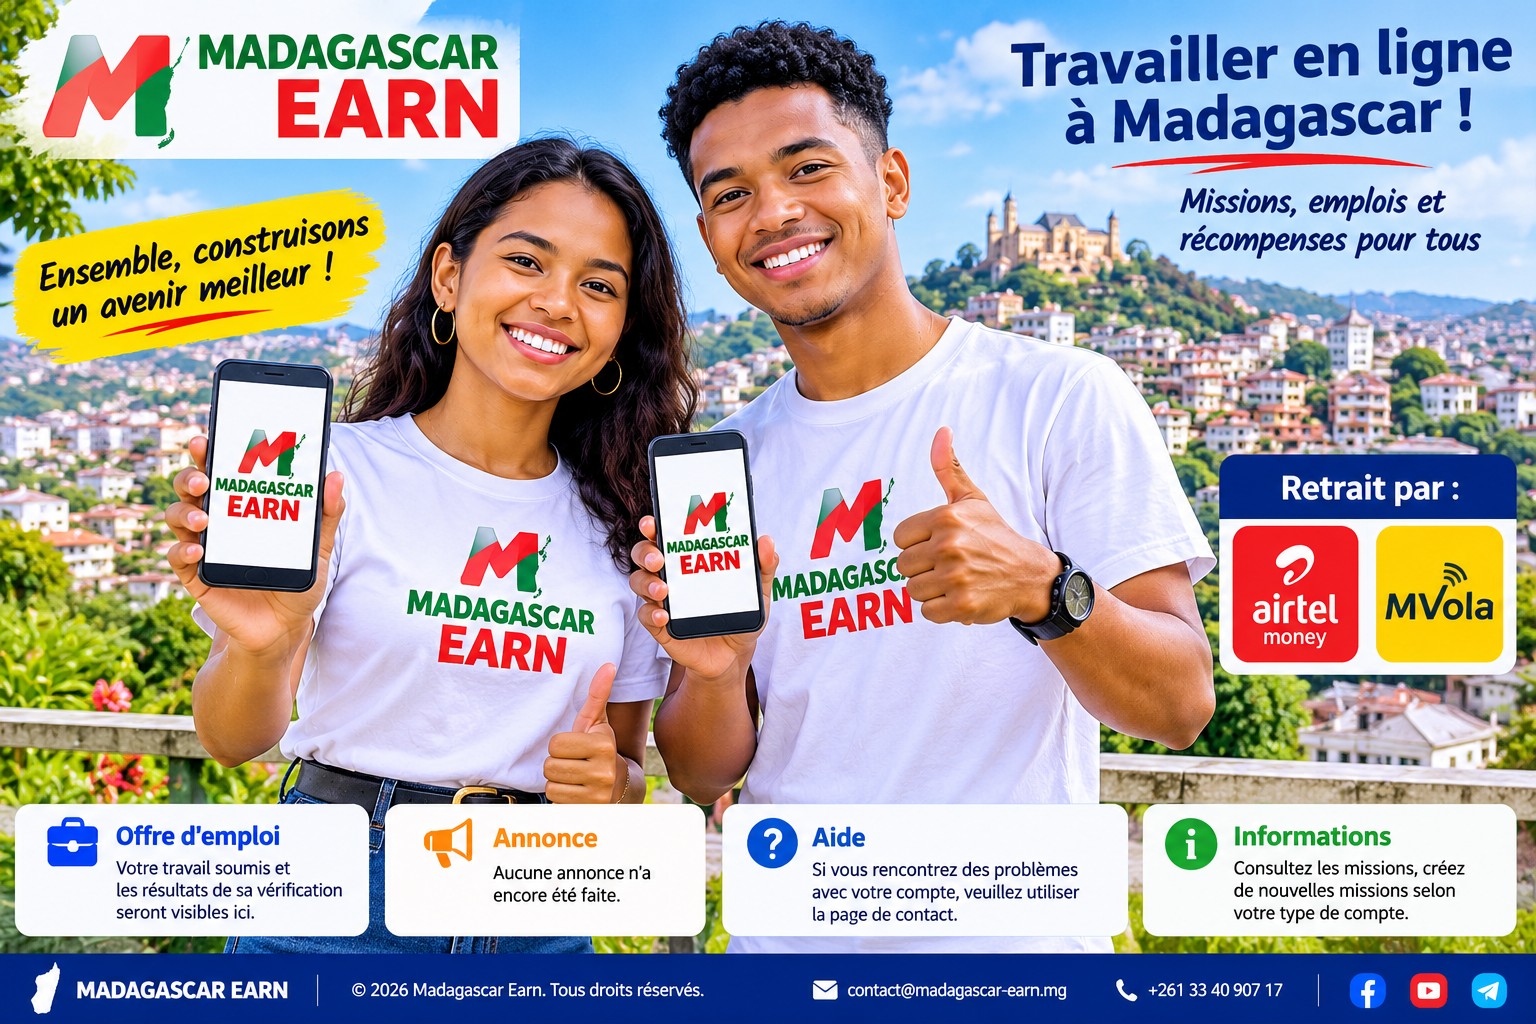 MADAGASCAR
EARN
Travailler en ligne
à Madagascar !
Missions, emplois et
récompenses pour tous
Ensemble, construisons
un avenir meilleur !
MADAGASCAR
EARN
MADAGASCAR
EARN
MADAGASCAR
EARN
MADAGASCA
EARN
Retrait par :
airtel
money
MVola
Offre d'emploi
Votre travail soumis et
les résultats de sa vérification
seront visibles ici.
Annonce
Aucune annonce n'a
encore été faite.
Aide
Si vous rencontrez des problèmes
avec votre compte, veuillez utiliser
la page de contact.
Informations
Consultez les missions, créez
de nouvelles missions selon
votre type de compte.
MADAGASCAR EARN
© 2026 Madagascar Earn. Tous droits réservés.
contact@madagascar-earn.mg
+261 33 40 907 17